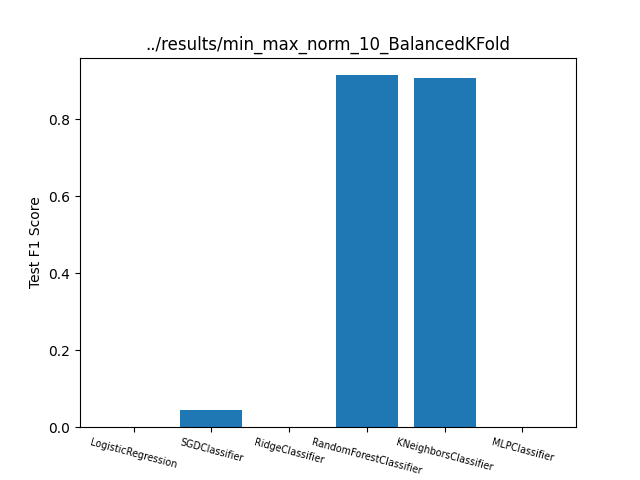 ../results/min_max_norm_10_BalancedKFold
Test F1 Score
0.8
0.6
0.4
0.2
0.0
LogisticRegression
SGDClassifier
RidgeClassifier
RandomForestClassifier
KNeighborsClassifier
MLPClassifier